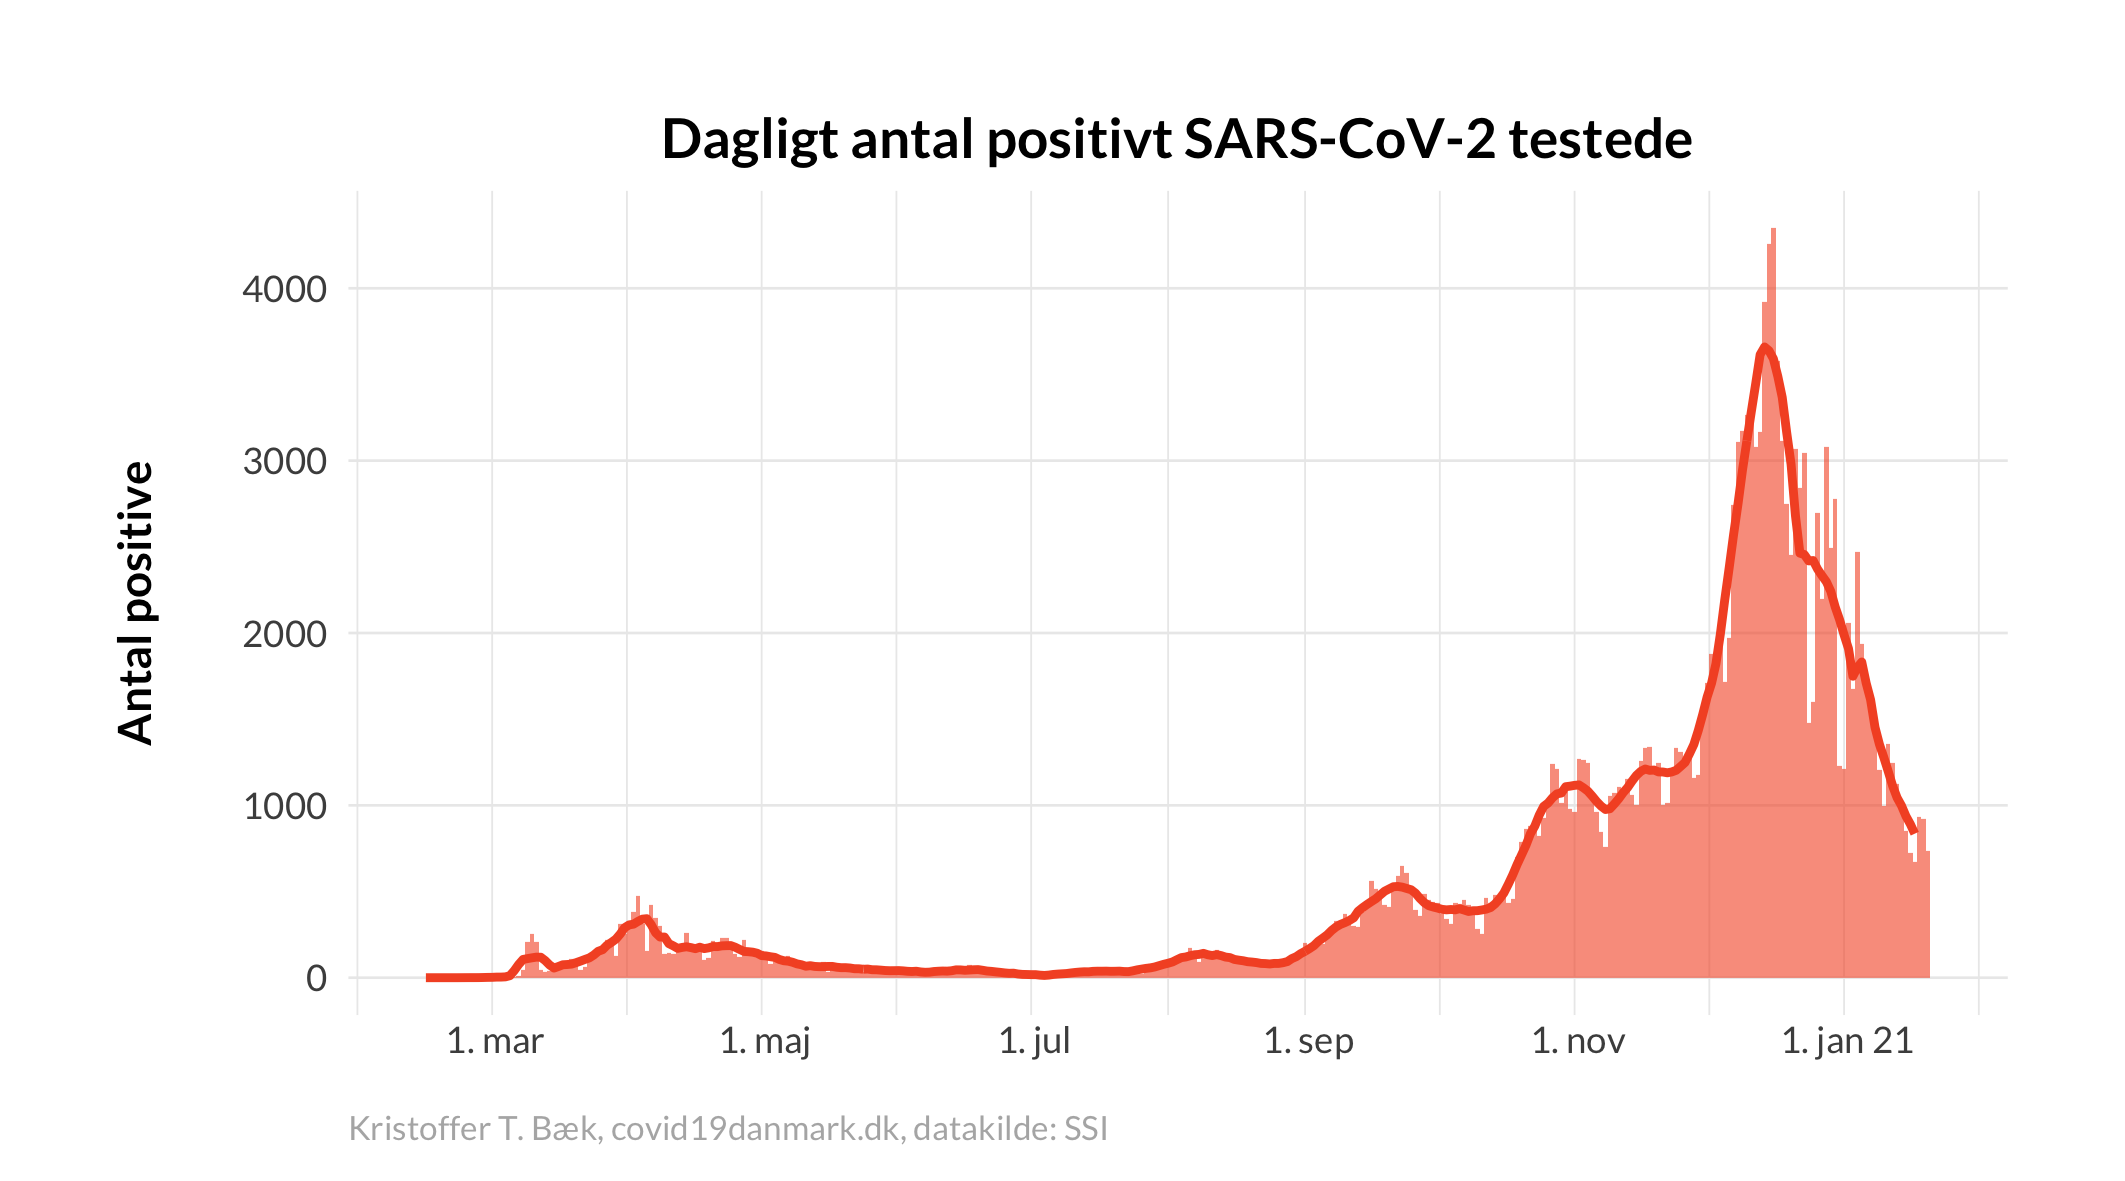 Dagligt antal positivt SARS-CoV-2 testede
Antal positive
4000
3000
2000
1000
0
1. mar
1. maj
1. jul
1. sep
1. nov
1. jan 21
Kristoffer T. Bæk, covid19danmark.dk, datakilde: SSI